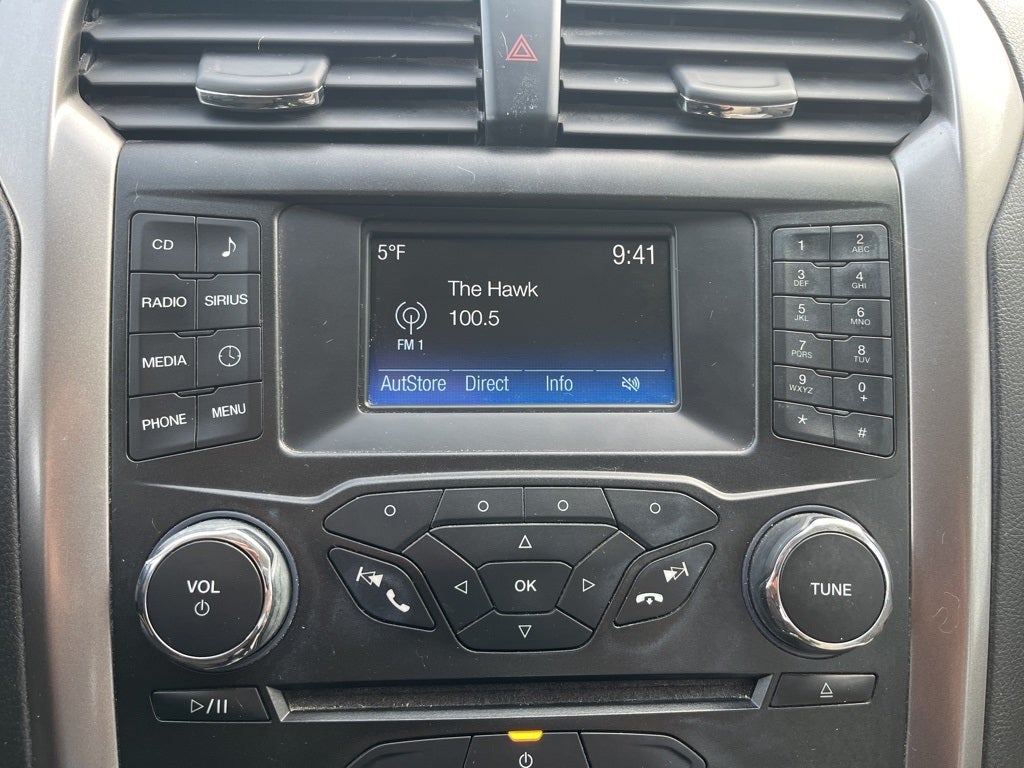 CD
RADIO SIRIUS
MEDIA
PHONE MENU
5°F 9:41
The Hawk
100.5
FM 1
AutStore Direct Info
1 2 ABC
3 DEF 4 GHI
5 JKL 6 MNO
7 PQRS 8 TUV
9 WXYZ 0 +
* #
VOL
OK
TUNE